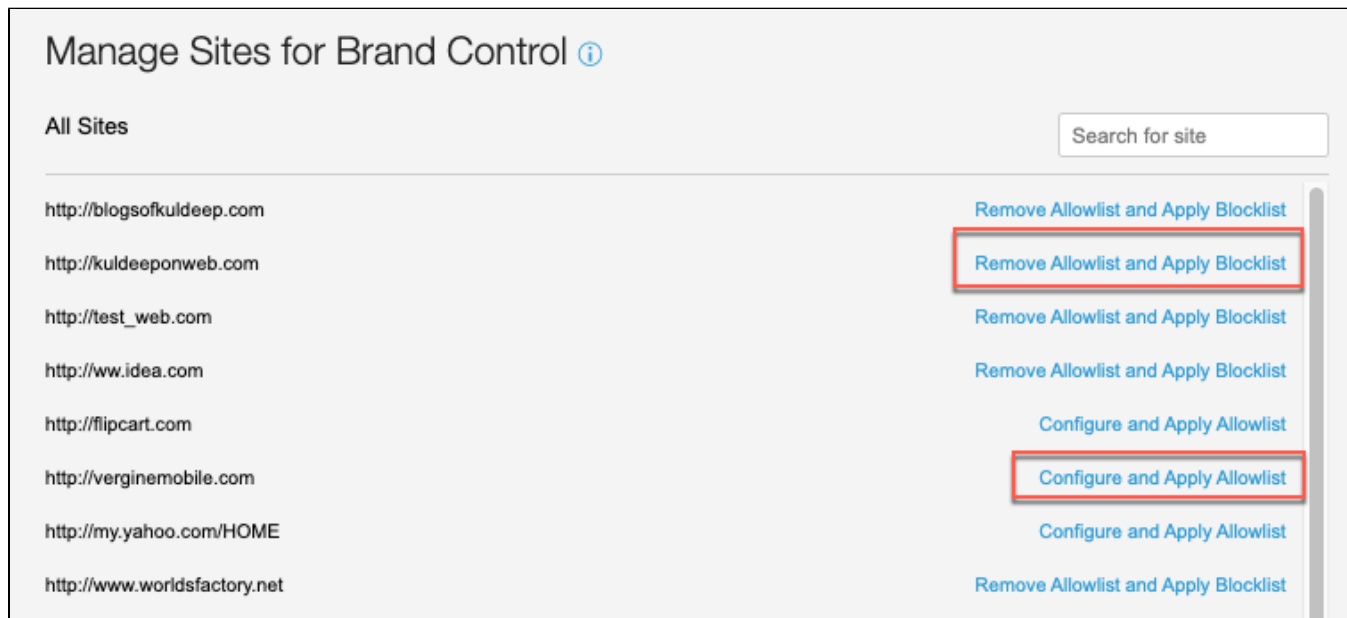 Manage Sites for Brand Control
All Sites
Search for site
http://blogsofkuldeep.com Remove Allowlist and Apply Blocklist
http://kuldeeponweb.com Remove Allowlist and Apply Blocklist
http://test_web.com Remove Allowlist and Apply Blocklist
http://ww.idea.com Remove Allowlist and Apply Blocklist
http://flipcart.com Configure and Apply Allowlist
http://verginemobile.com Configure and Apply Allowlist
http://my.yahoo.com/HOME Configure and Apply Allowlist
http://www.worldsfactory.net Remove Allowlist and Apply Blocklist